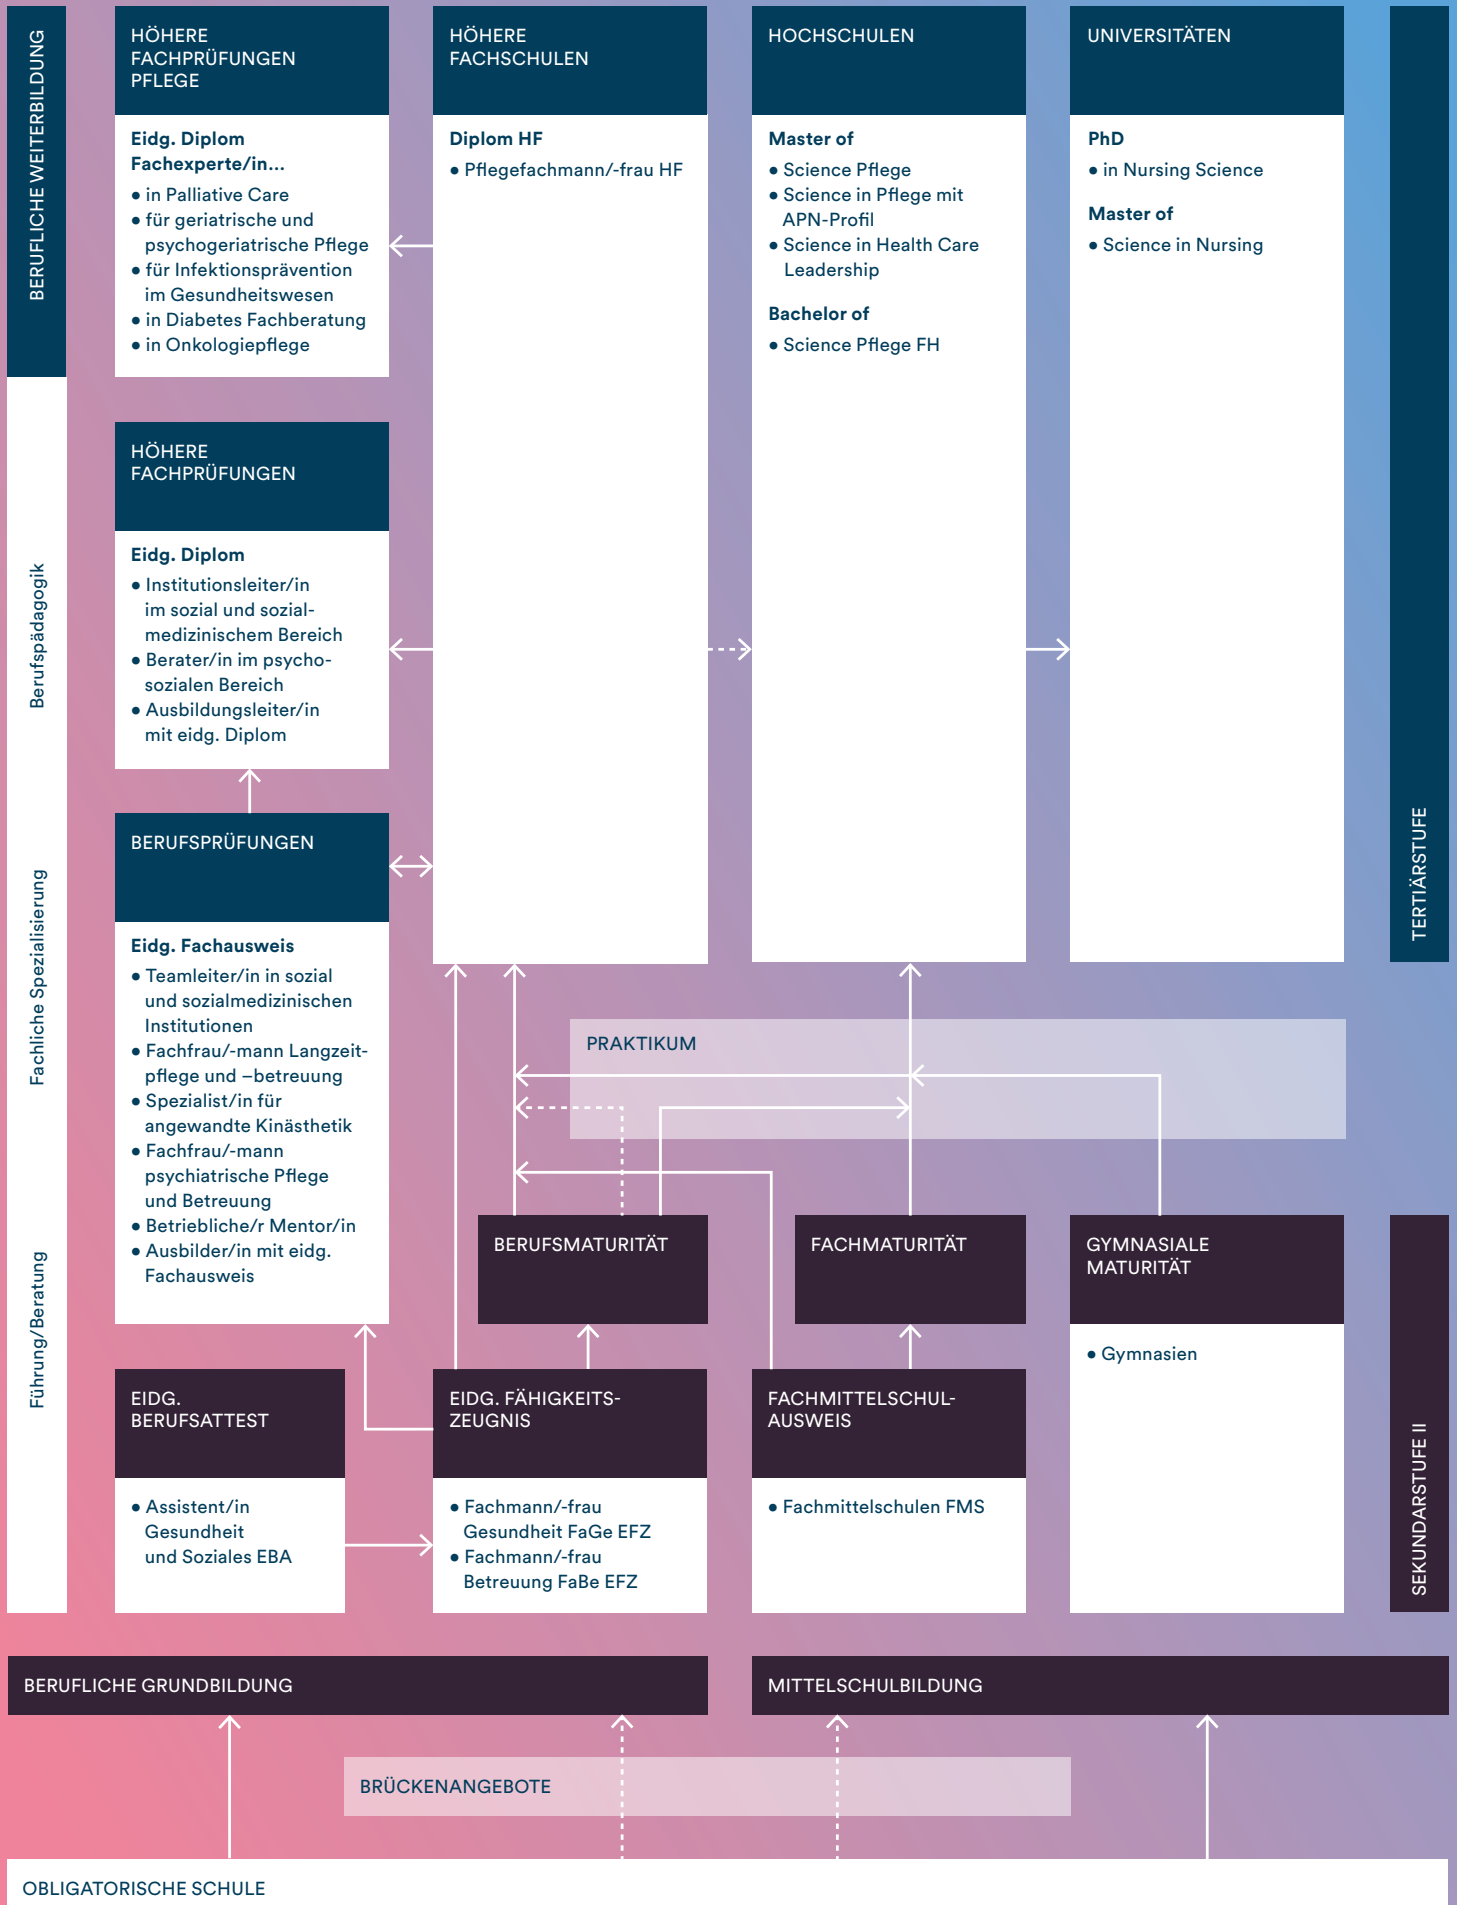 BERUFLICHE WEITERBILDUNG
HÖHERE
FACHPRÜFUNGEN
PFLEGE
Eidg. Diplom
Fachexperte/in...
• in Palliative Care
• für geriatrische und
psychogeriatrische Pflege
• für Infektionsprävention
im Gesundheitswesen
• in Diabetes Fachberatung
• in Onkologiepflege
HÖHERE
FACHSCHULEN
Diplom HF
• Pflegefachmann/-frau HF
HOCHSCHULEN
Master of
• Science Pflege
• Science in Pflege mit
APN-Profil
• Science in Health Care
Leadership
Bachelor of
• Science Pflege FH
UNIVERSITÄTEN
PhD
• in Nursing Science
Master of
• Science in Nursing
TERTIÄRSTUFE
Berufspädagogik
HÖHERE
FACHPRÜFUNGEN
Eidg. Diplom
• Institutionsleiter/in
im sozial und sozial-
medizinischem Bereich
• Berater/in im psycho-
sozialen Bereich
• Ausbildungsleiter/in
mit eidg. Diplom
Fachliche Spezialisierung
BERUFSPRÜFUNGEN
Eidg. Fachausweis
• Teamleiter/in in sozial
und sozialmedizinischen
Institutionen
• Fachfrau/-mann Langzeit-
pflege und –betreuung
• Spezialist/in für
angewandte Kinästhetik
• Fachfrau/-mann
psychiatrische Pflege
und Betreuung
• Betriebliche/r Mentor/in
• Ausbilder/in mit eidg.
Fachausweis
PRAKTIKUM
BERUFSMATURITÄT
FACHMATURITÄT
GYMNASIALE
MATURITÄT
• Gymnasien
Führung/Beratung
EIDG.
BERUFSATTEST
• Assistent/in
Gesundheit
und Soziales EBA
EIDG. FÄHIGKEITS-
ZEUGNIS
• Fachmann/-frau
Gesundheit FaGe EFZ
• Fachmann/-frau
Betreuung FaBe EFZ
FACHMITTELSCHUL-
AUSWEIS
• Fachmittelschulen FMS
SEKUNDARSTUFE II
BERUFLICHE GRUNDBILDUNG
MITTELSCHULBILDUNG
BRÜCKENANGEBOTE
OBLIGATORISCHE SCHULE